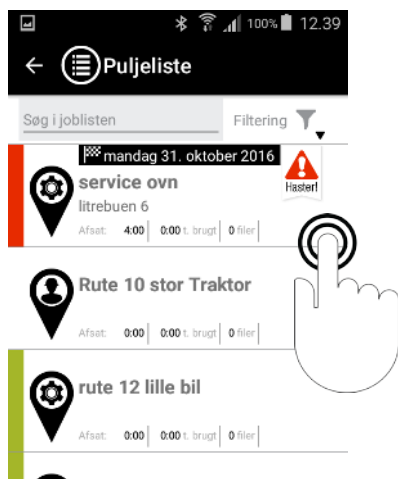 100% 12.39
Puljeliste
Søg i joblisten Filtering
mandag 31. oktober 2016
service ovn
Haster!
litrebuen 6
Afsat: 4:00 0:00 t. brugt 0 filer
Rute 10 stor Traktor
Afsat: 0:00 0:00 t. brugt 0 filer
rute 12 lille bil
Afsat: 0:00 0:00 t. brugt 0 filer